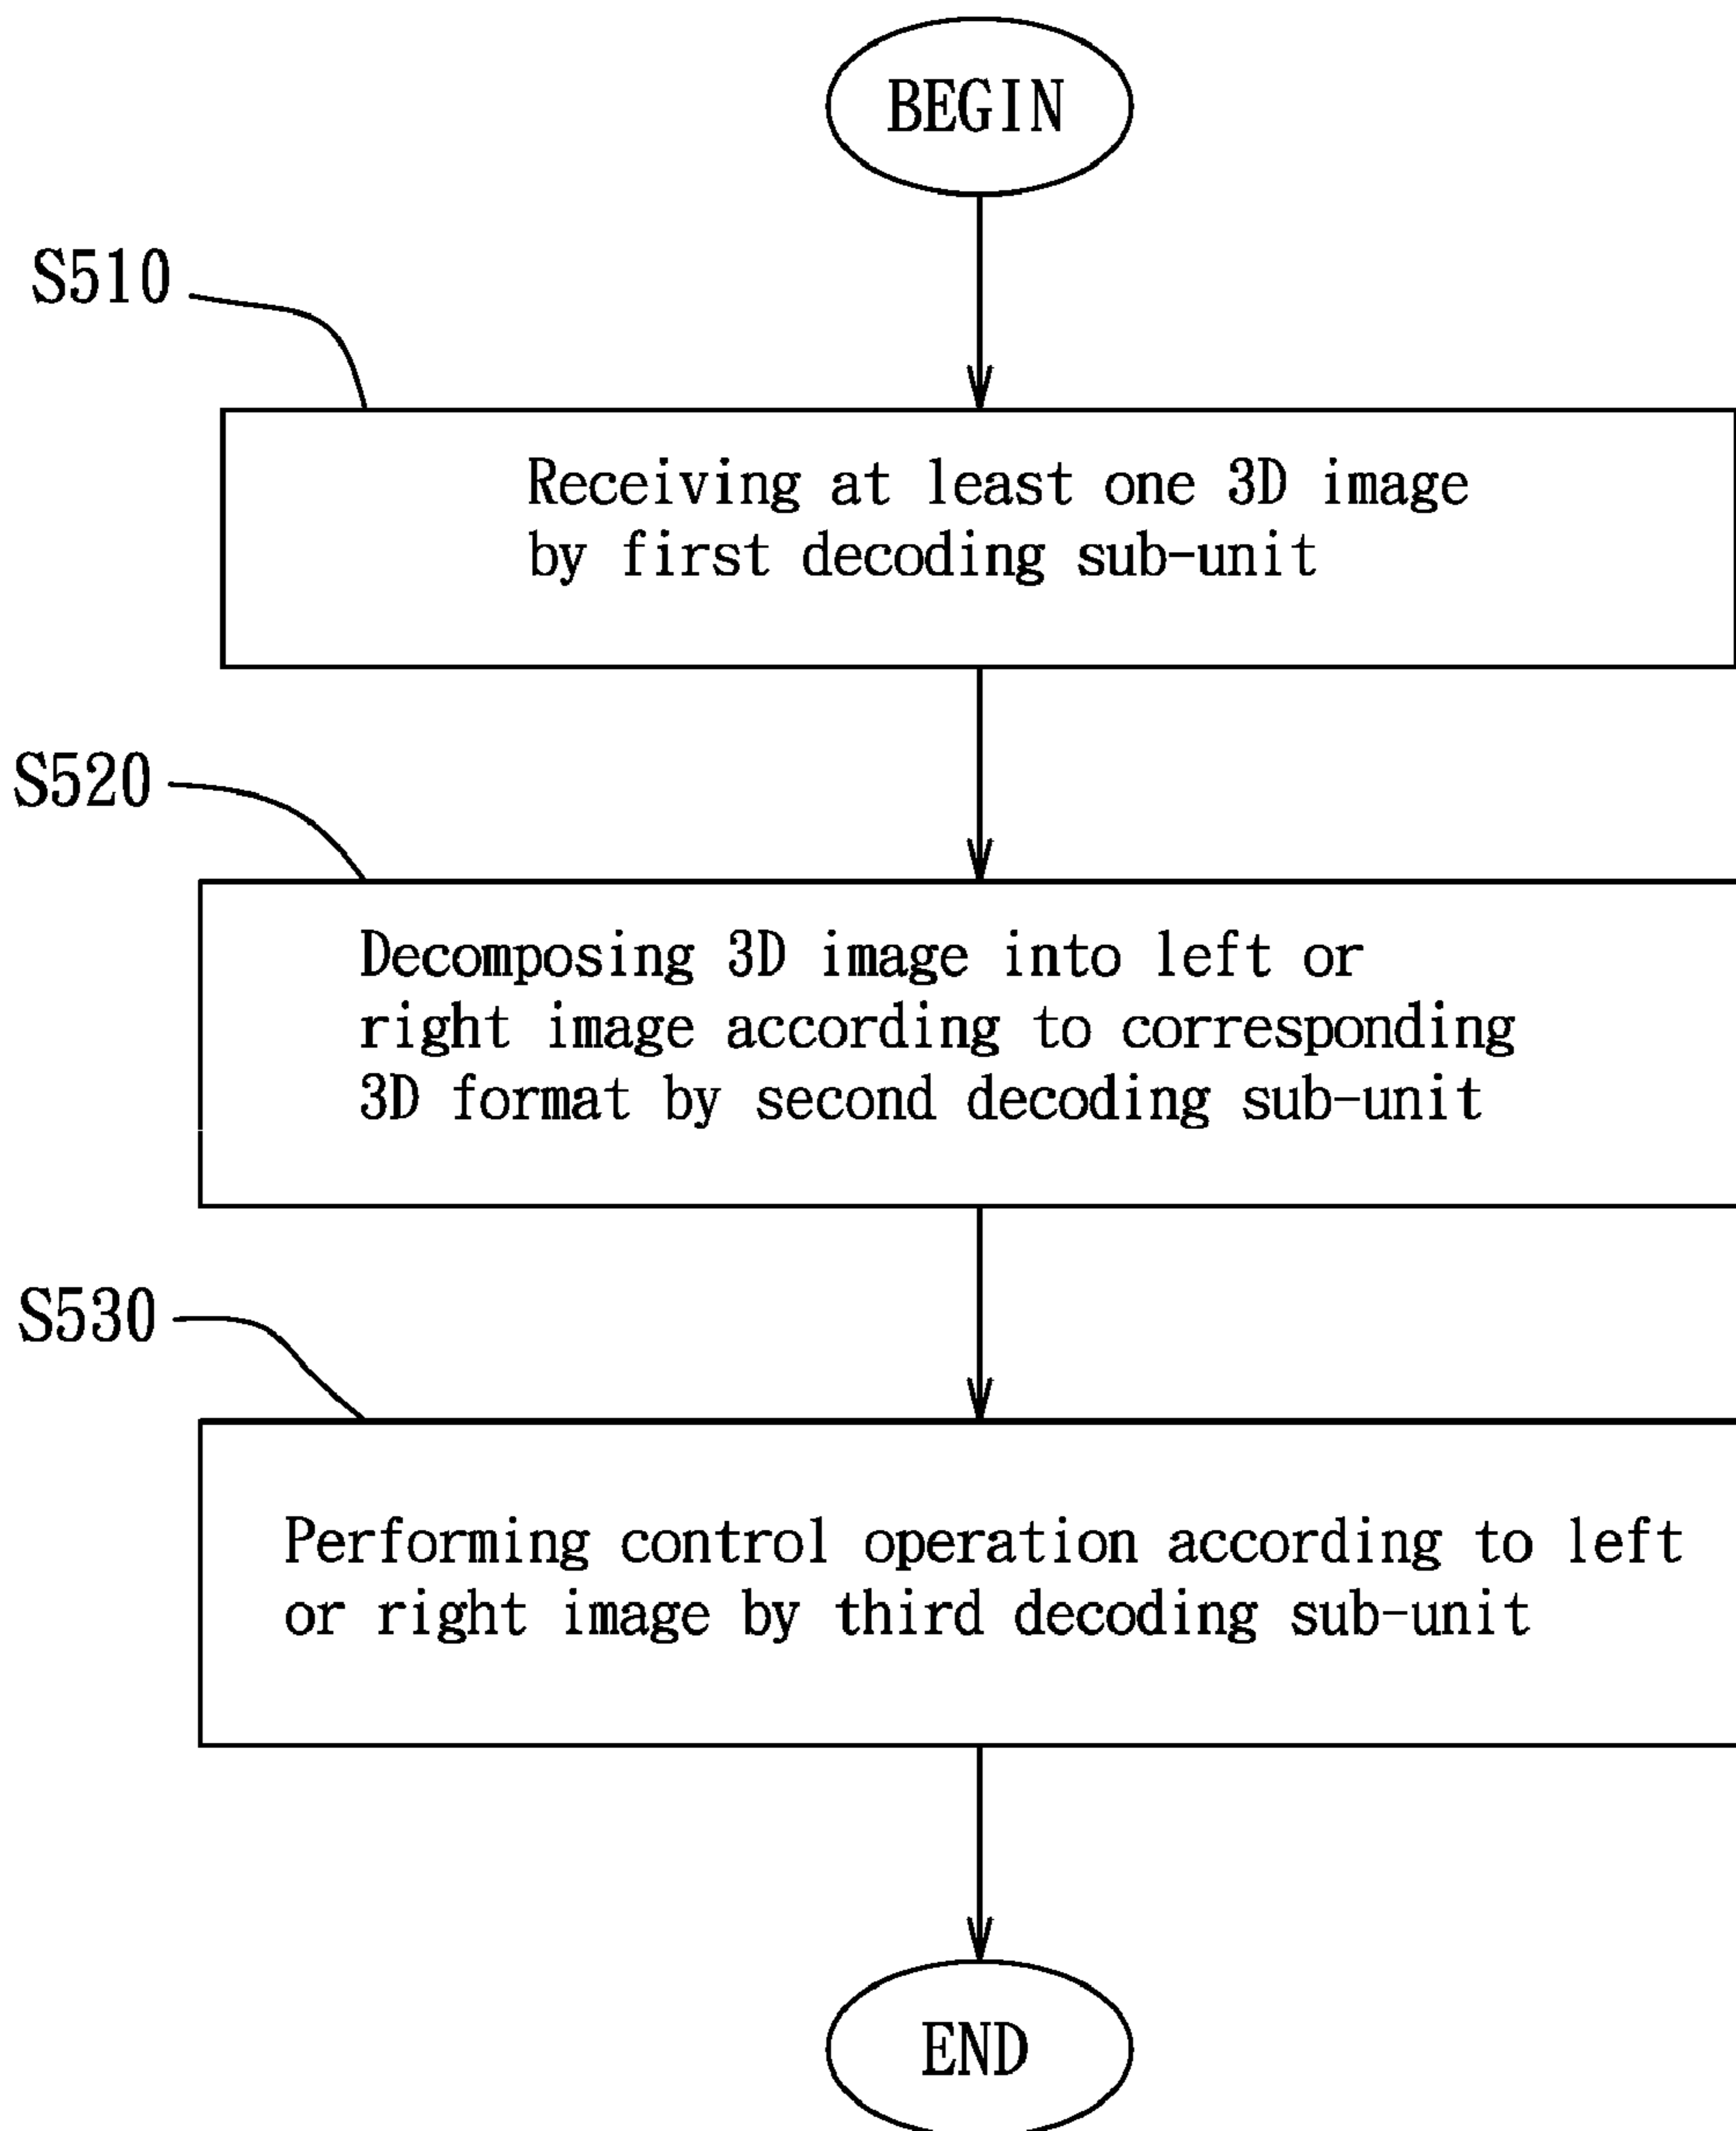 BEGIN
S510
Receiving at least one 3D image
by first decoding sub-unit
S520
Decomposing 3D image into left or
right image according to corresponding
3D format by second decoding sub-unit
S530
Performing control operation according to left
or right image by third decoding sub-unit
END